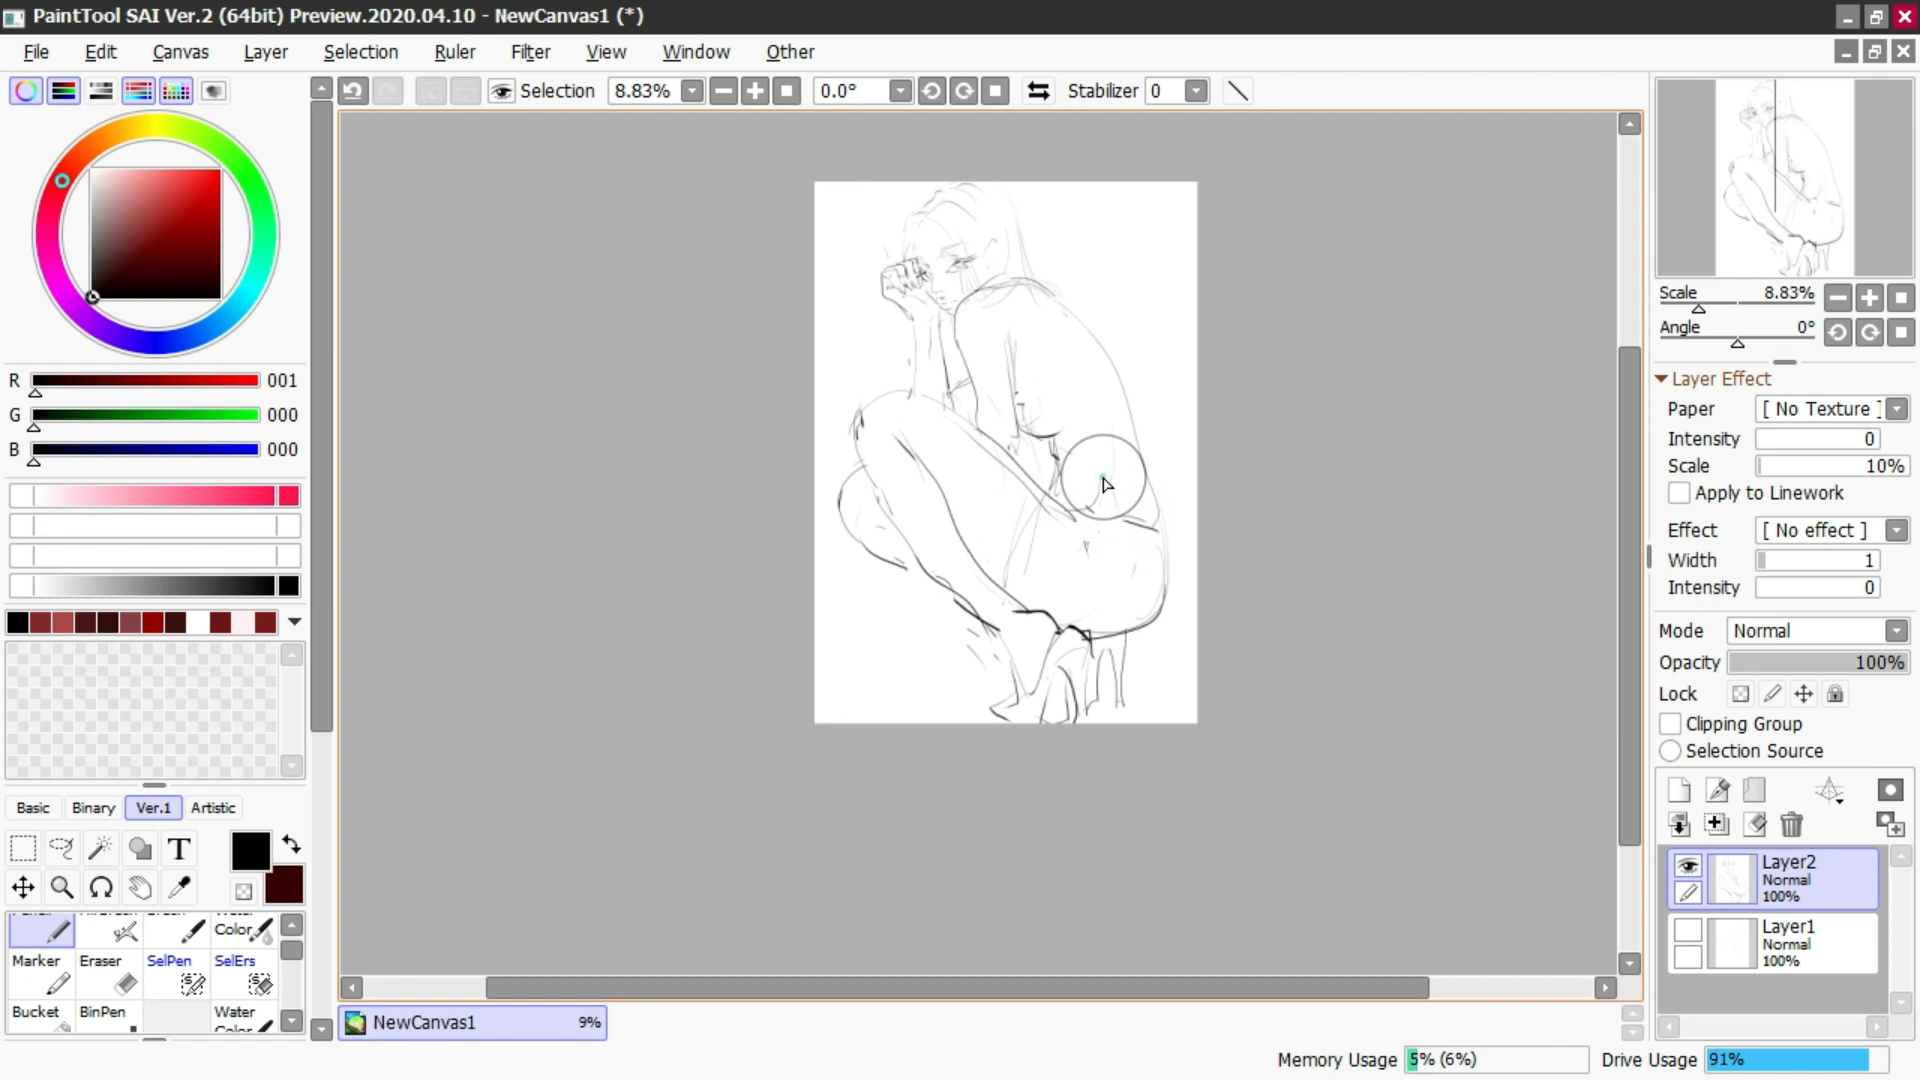 PaintTool SAI Ver.2 (64bit) Preview.2020.04.10 - NewCanvas1 (*)
File Edit Canvas Layer Selection Ruler Filter View Window Other
Selection 8.83% 0.0° Stabilizer 0
Scale 8.83%
Angle 0°
Layer Effect
Paper [ No Texture ]
Intensity 0
Scale 10%
Apply to Linework
Effect [ No effect ]
Width 1
Intensity 0
Mode Normal
Opacity 100%
Lock
Clipping Group
Selection Source
Layer2
Normal
100%
Layer1
Normal
100%
R 001
G 000
B 000
Basic Binary Ver.1 Artistic
T
Color
Marker Eraser SelPen SelErs
Bucket BinPen Water
Color
NewCanvas1 9%
Memory Usage 5% (6%) Drive Usage 91%